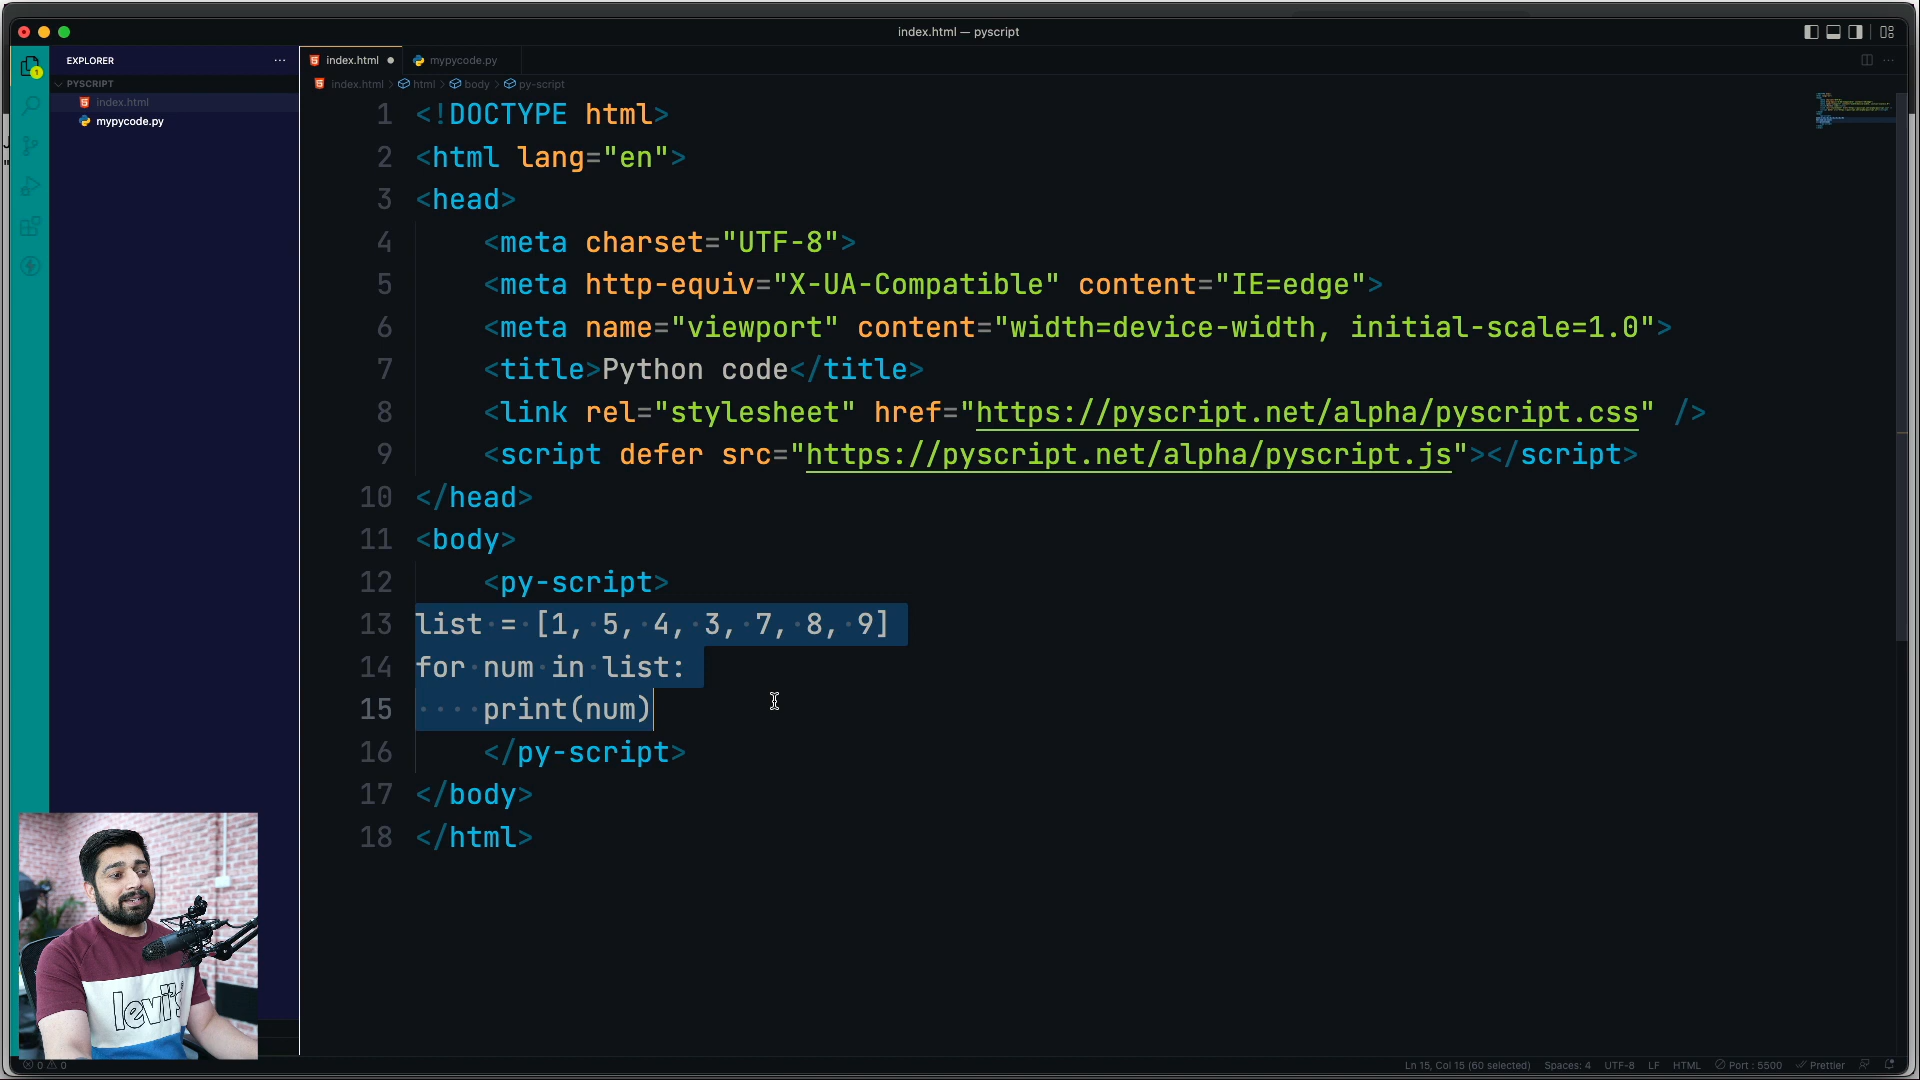 index.html — pyscript
EXPLORER
PYSCRIPT
index.html
mypycode.py
1
index.html
mypycode.py
index.html > html > body > py-script
1 <!DOCTYPE html>
2 <html lang="en">
3 <head>
4 <meta charset="UTF-8">
5 <meta http-equiv="X-UA-Compatible" content="IE=edge">
6 <meta name="viewport" content="width=device-width, initial-scale=1.0">
7 <title>Python code</title>
8 <link rel="stylesheet" href="https://pyscript.net/alpha/pyscript.css" />
9 <script defer src="https://pyscript.net/alpha/pyscript.js"></script>
10 </head>
11 <body>
12 <py-script>
13 list = [1, 5, 4, 3, 7, 8, 9]
14 for num in list:
15 print(num)
16 </py-script>
17 </body>
18 </html>
levi's
0 0
Ln 15, Col 15 (60 selected) Spaces: 4 UTF-8 LF HTML Port : 5500 Prettier